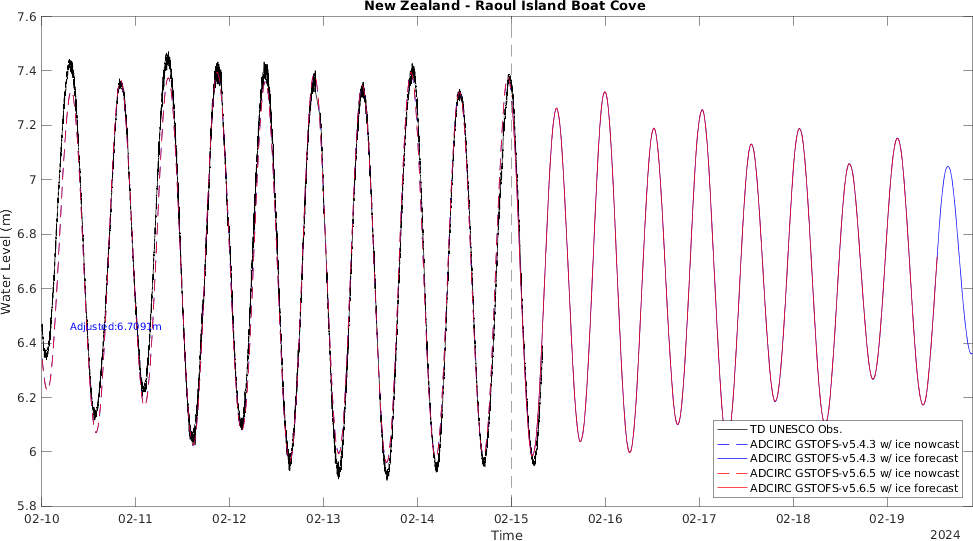 New Zealand - Raoul Island Boat Cove
7.6
7.4
7.2
7
6.8
6.6
6.4
6.2
6
5.8
Water Level (m)
Adjusted:6.7091m
TD UNESCO Obs.
ADCIRC GSTOFS-v5.4.3 w/ ice nowcast
ADCIRC GSTOFS-v5.4.3 w/ ice forecast
ADCIRC GSTOFS-v5.6.5 w/ ice nowcast
ADCIRC GSTOFS-v5.6.5 w/ ice forecast
02-10 02-11 02-12 02-13 02-14 02-15 02-16 02-17 02-18 02-19
Time
2024